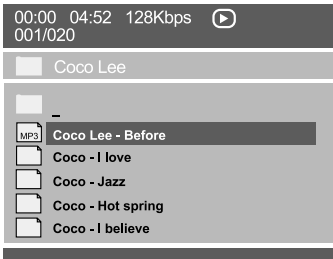 00:00 04:52 128Kbps
001/020
Coco Lee
_
MP3 Coco Lee - Before
Coco - I love
Coco - Jazz
Coco - Hot spring
Coco - I believe